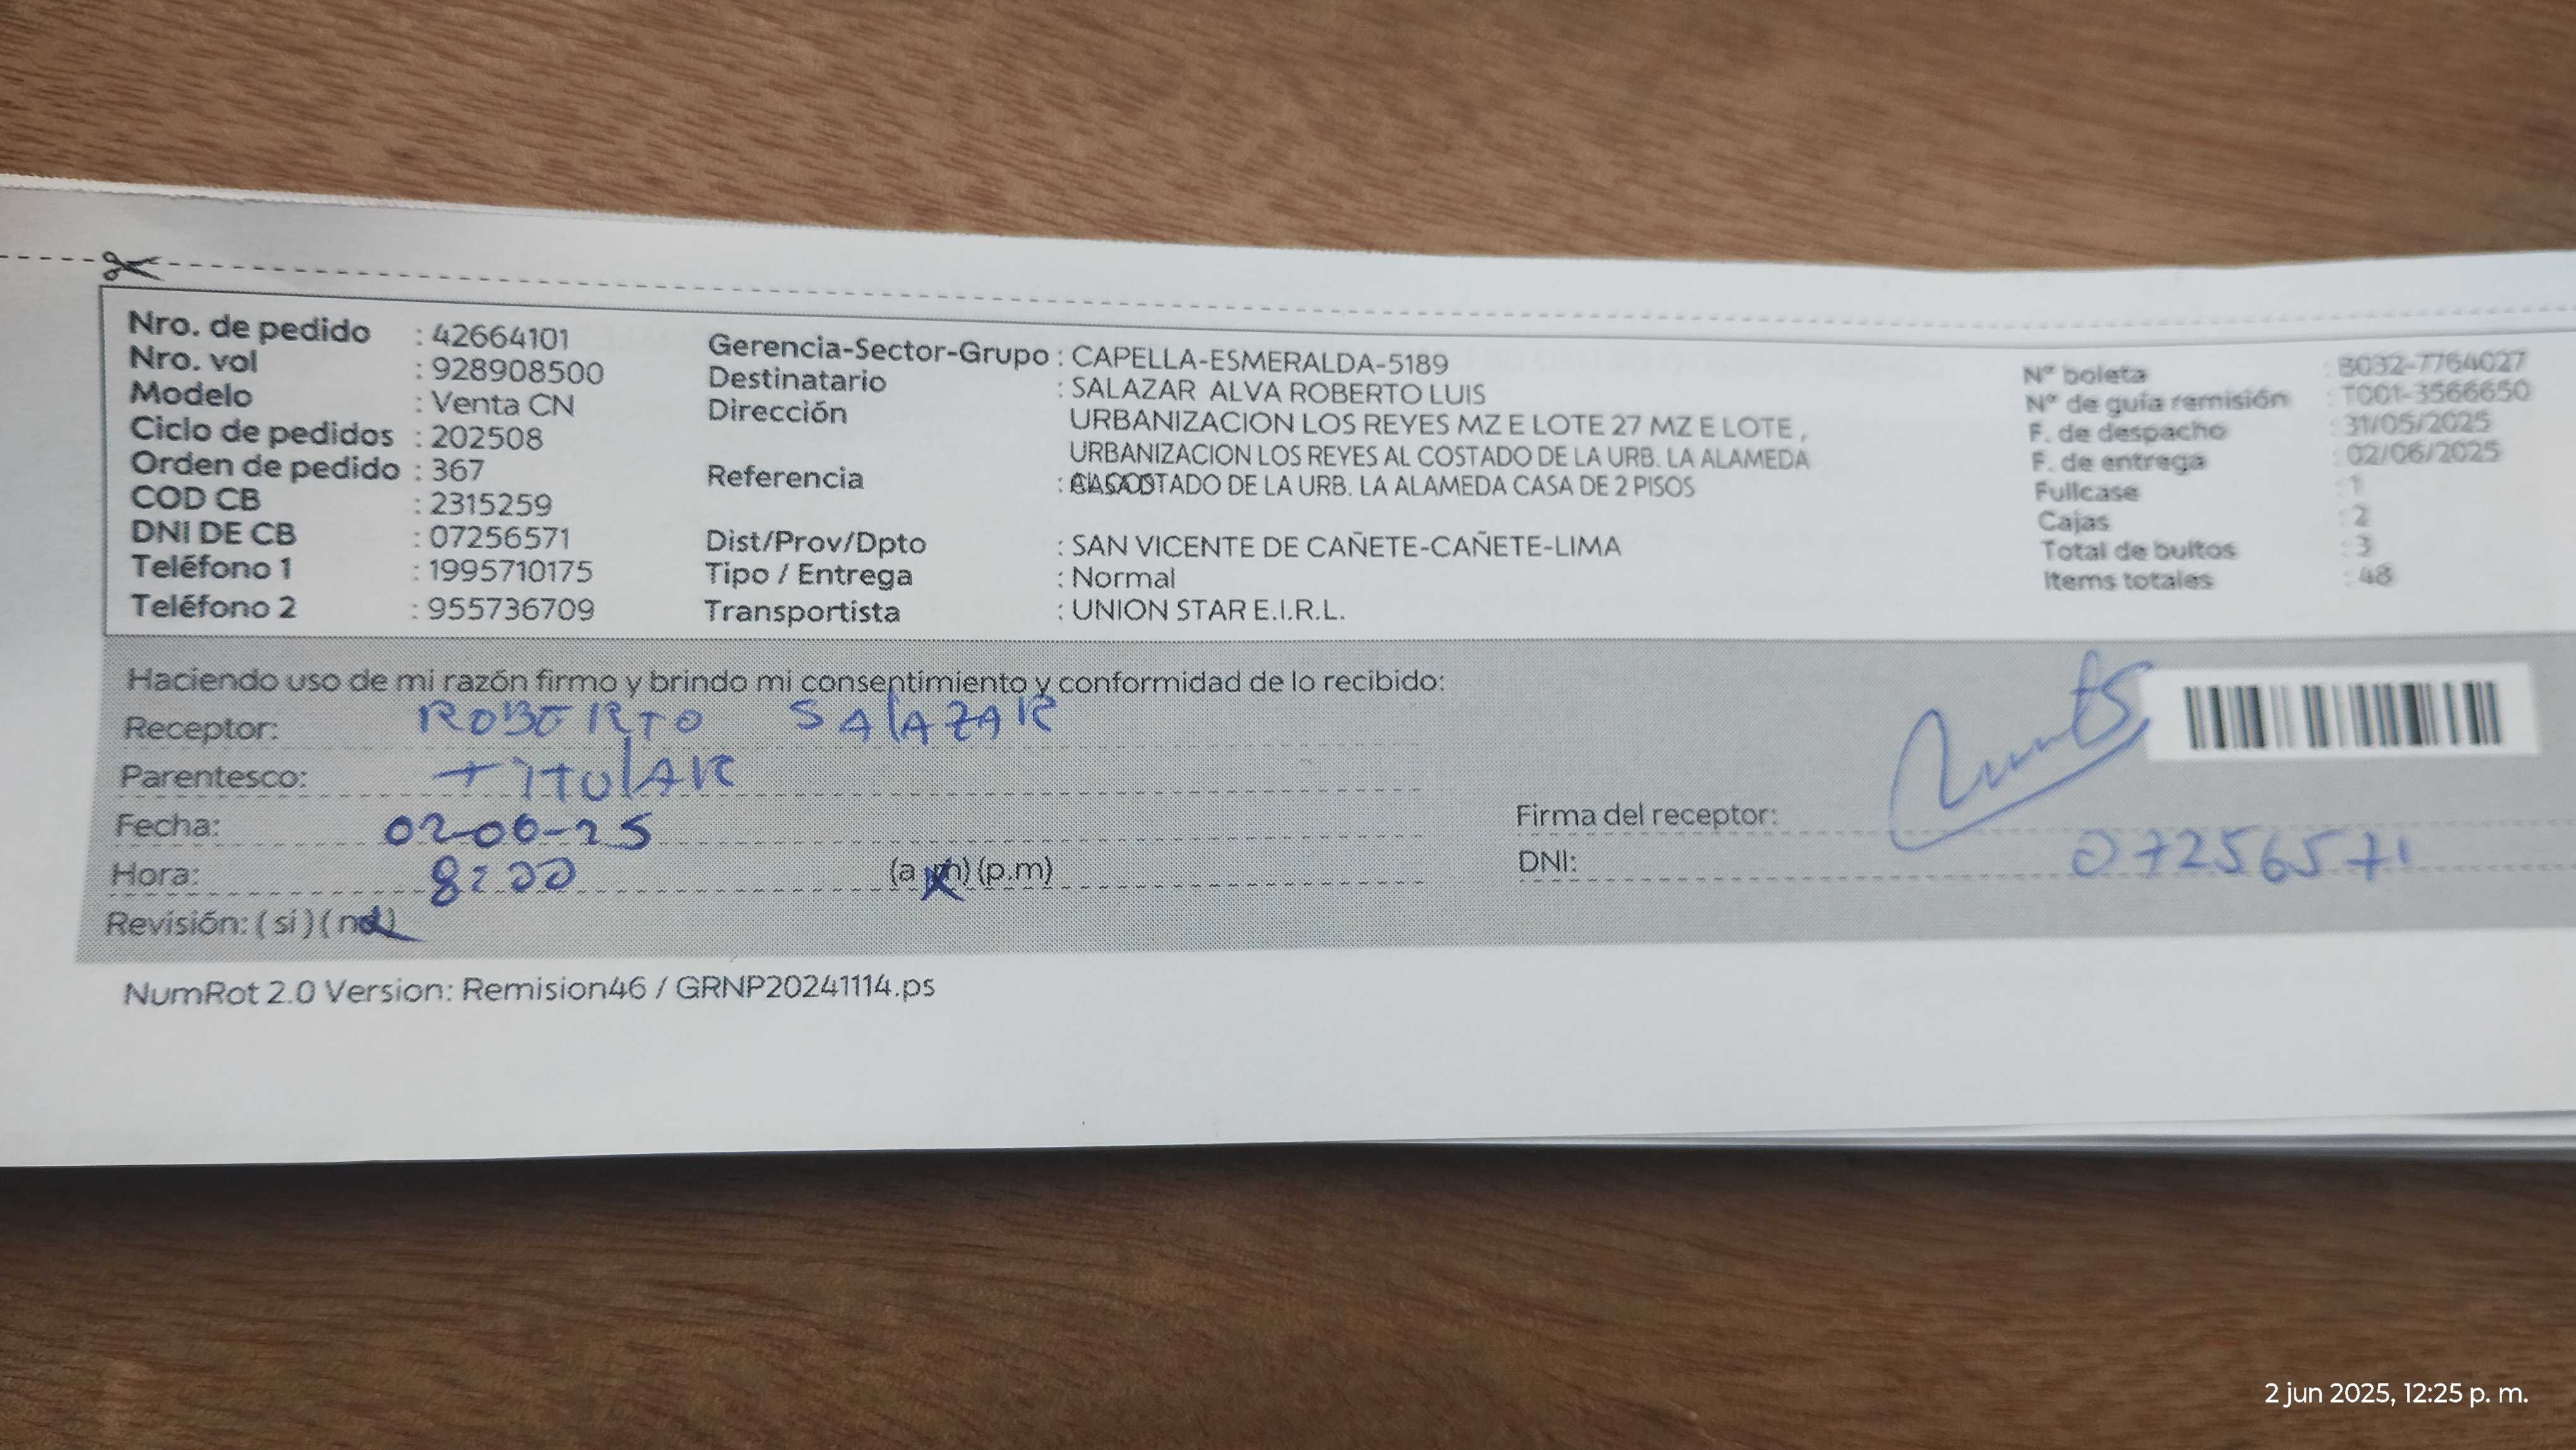 Nro. de pedido : 42664101
Nro. vol : 928908500
Modelo : Venta CN
Ciclo de pedidos : 202508
Orden de pedido : 367
COD CB : 2315259
DNI DE CB : 07256571
Teléfono 1 : 1995710175
Teléfono 2 : 955736709
Gerencia-Sector-Grupo : CAPELLA-ESMERALDA-5189
Destinatario : SALAZAR ALVA ROBERTO LUIS
Dirección URBANIZACION LOS REYES MZ E LOTE 27 MZ E LOTE ,
URBANIZACION LOS REYES AL COSTADO DE LA URB. LA ALAMEDA
Referencia : AL COSTADO DE LA URB. LA ALAMEDA CASA DE 2 PISOS
Dist/Prov/Dpto : SAN VICENTE DE CAÑETE-CAÑETE-LIMA
Tipo / Entrega : Normal
Transportista : UNION STAR E.I.R.L.
N° boleta : B032-7764027
N° de guía remisión : T001-3566650
F. de despacho : 31/05/2025
F. de entrega : 02/06/2025
Fullcase : 1
Cajas : 2
Total de bultos : 3
Items totales : 48
Haciendo uso de mi razón firmo y brindo mi consentimiento y conformidad de lo recibido:
Receptor: ROBERTO SALAZAR
Parentesco: TITULAR
Fecha: 02-06-25
Hora: 8:00 (a.m) (p.m)
Revisión: ( si ) ( no )
Firma del receptor:
DNI: 07256571
NumRot 2.0 Version: Remision46 / GRNP20241114.ps
2 jun 2025, 12:25 p. m.